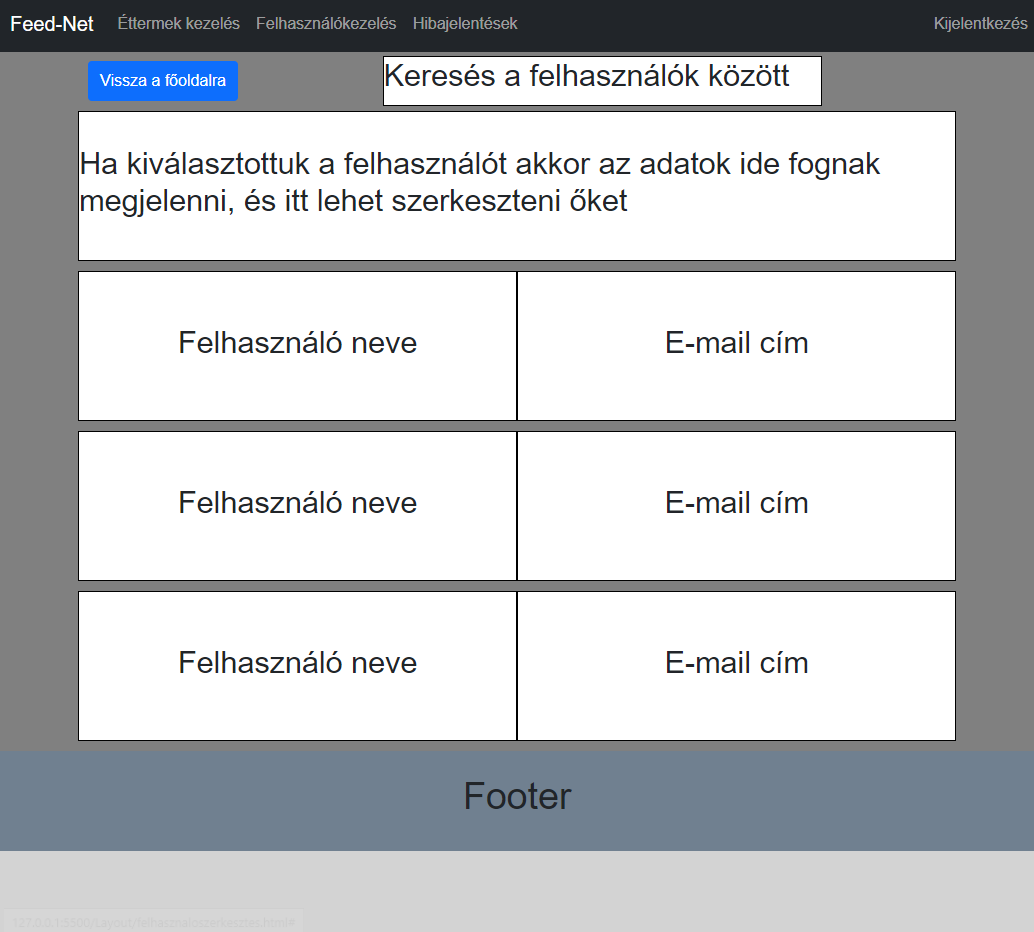 Feed-Net Éttermek kezelés Felhasználókezelés Hibajelentések Kijelentkezés
Vissza a főoldalra
Keresés a felhasználók között
Ha kiválasztottuk a felhasználót akkor az adatok ide fognak
megjelenni, és itt lehet szerkeszteni őket
Felhasználó neve E-mail cím
Felhasználó neve E-mail cím
Felhasználó neve E-mail cím
Footer
127.0.0.1:5500/Layout/felhasznaloszerkesztes.html#